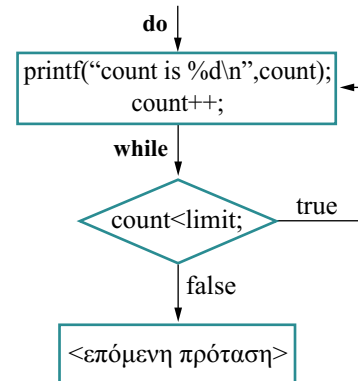 do
printf(“count is %d\n”,count);
count++;
while
count<limit;
true
false
<επόμενη πρόταση>